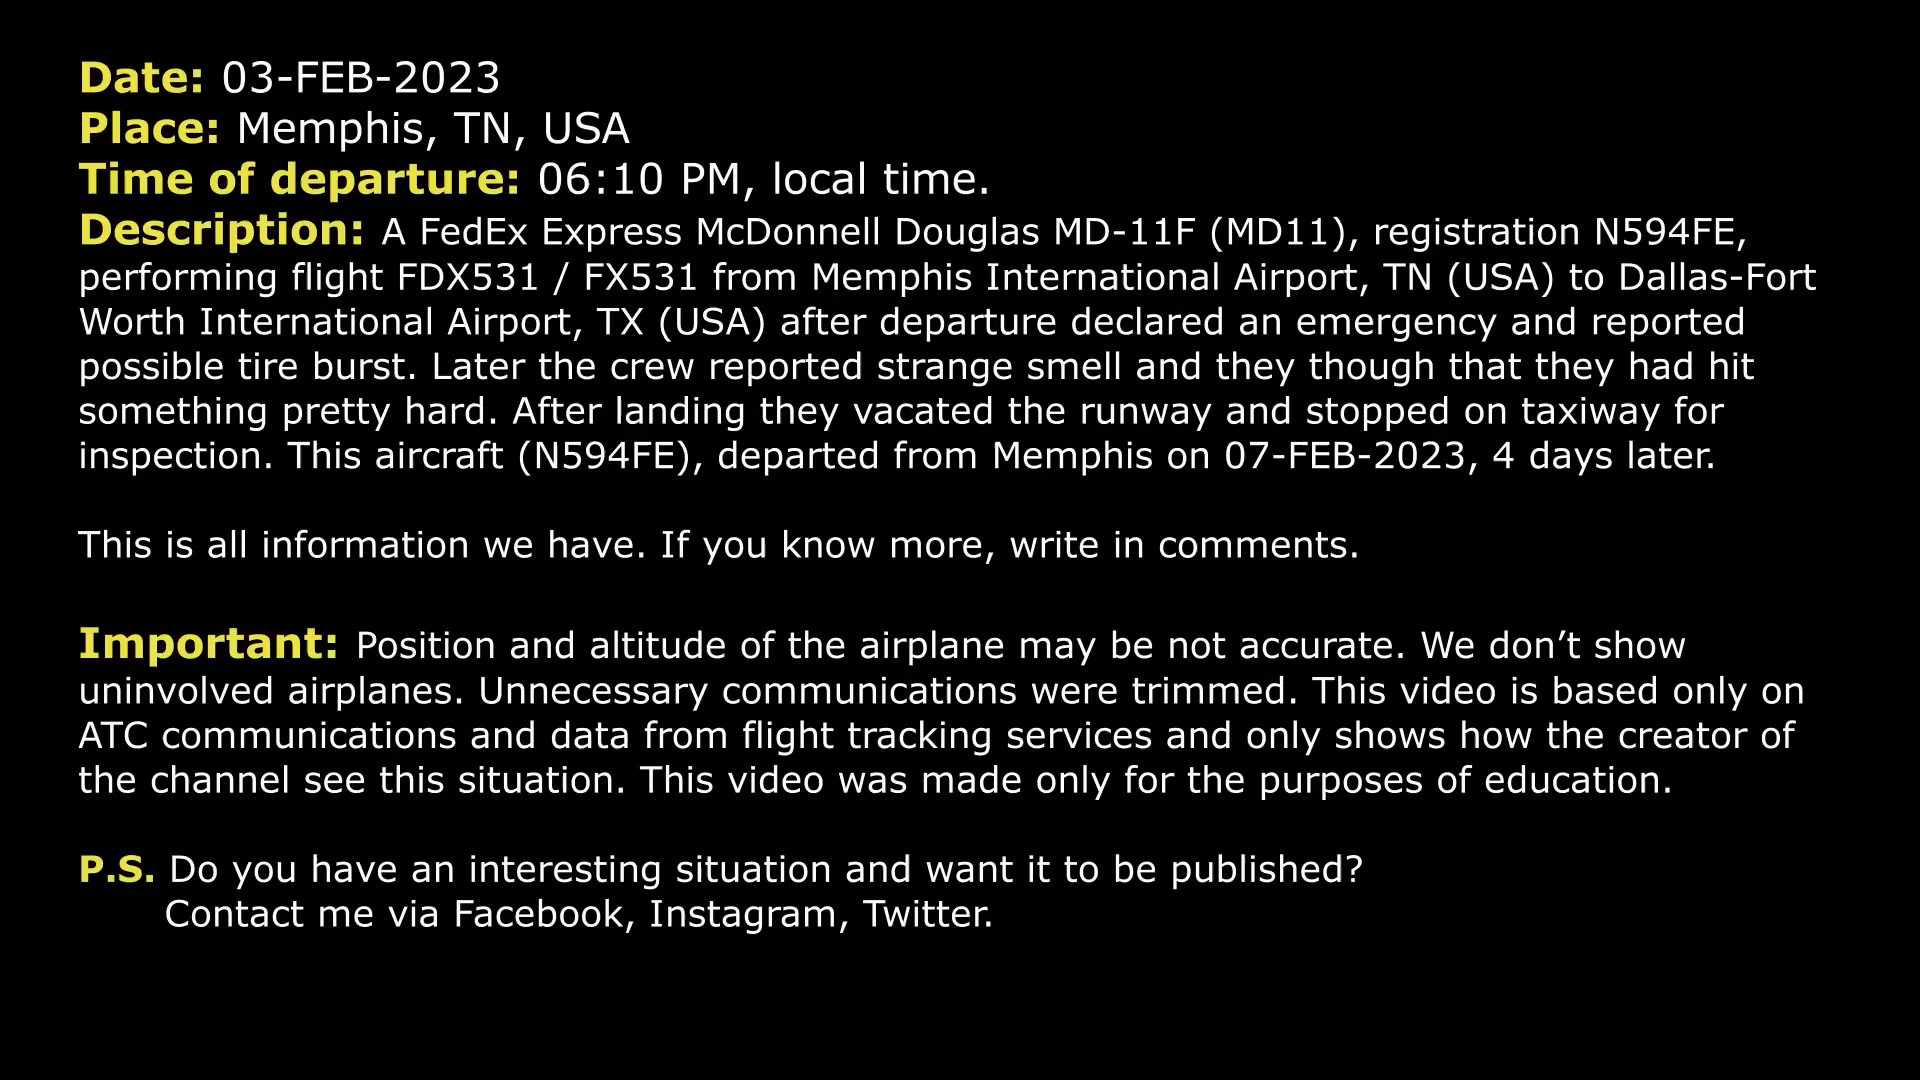 Date: 03-FEB-2023
Place: Memphis, TN, USA
Time of departure: 06:10 PM, local time.
Description: A FedEx Express McDonnell Douglas MD-11F (MD11), registration N594FE,
performing flight FDX531 / FX531 from Memphis International Airport, TN (USA) to Dallas-Fort
Worth International Airport, TX (USA) after departure declared an emergency and reported
possible tire burst. Later the crew reported strange smell and they though that they had hit
something pretty hard. After landing they vacated the runway and stopped on taxiway for
inspection. This aircraft (N594FE), departed from Memphis on 07-FEB-2023, 4 days later.
This is all information we have. If you know more, write in comments.
Important: Position and altitude of the airplane may be not accurate. We don’t show
uninvolved airplanes. Unnecessary communications were trimmed. This video is based only on
ATC communications and data from flight tracking services and only shows how the creator of
the channel see this situation. This video was made only for the purposes of education.
P.S. Do you have an interesting situation and want it to be published?
Contact me via Facebook, Instagram, Twitter.